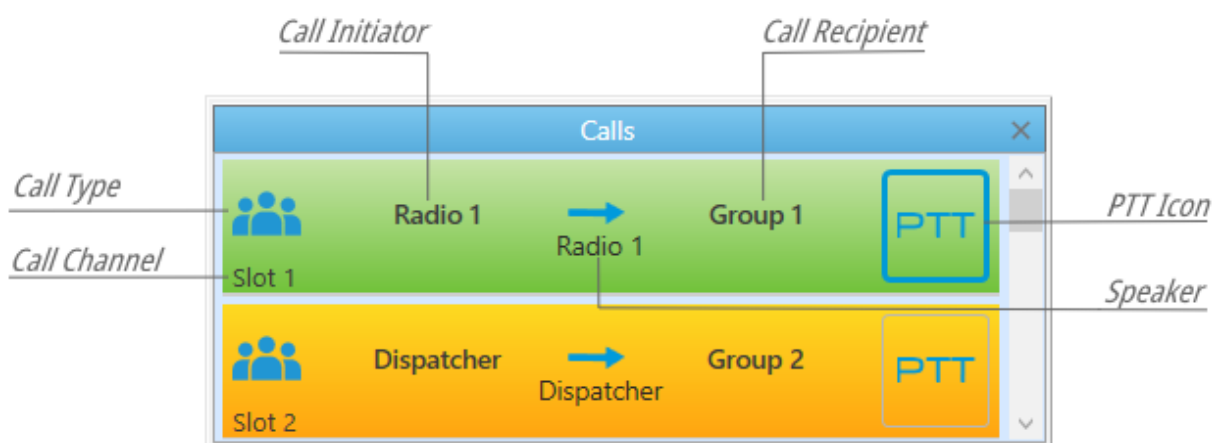 Call Initiator
Call Recipient
Calls
Call Type
Radio 1
Group 1
PTT
PTT Icon
Radio 1
Call Channel
Slot 1
Speaker
Dispatcher
Group 2
PTT
Dispatcher
Slot 2